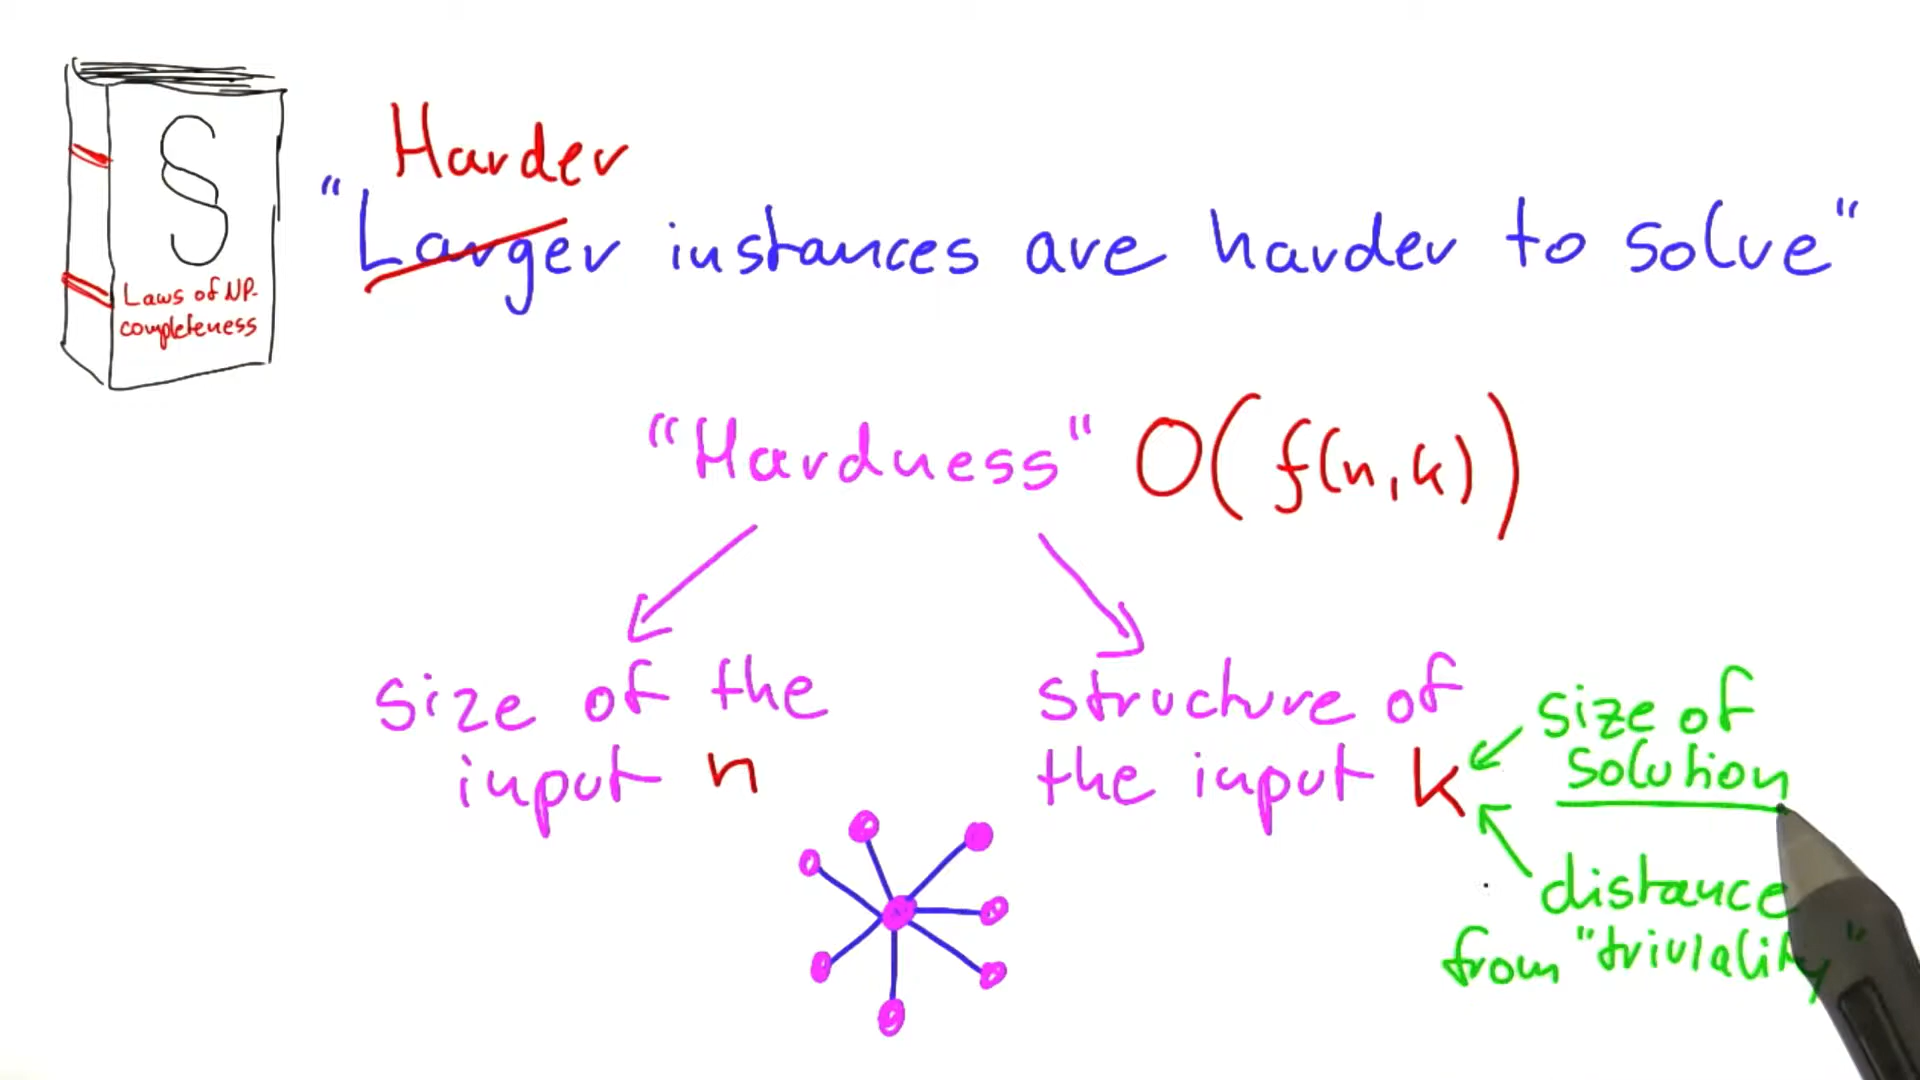 §
Laws of NP-
completeness
Harder
"Larger instances are harder to solve"
"Hardness" O(f(n,k))
size of the
input n
structure of
the input k
size of
solution
distance
from "triviality"